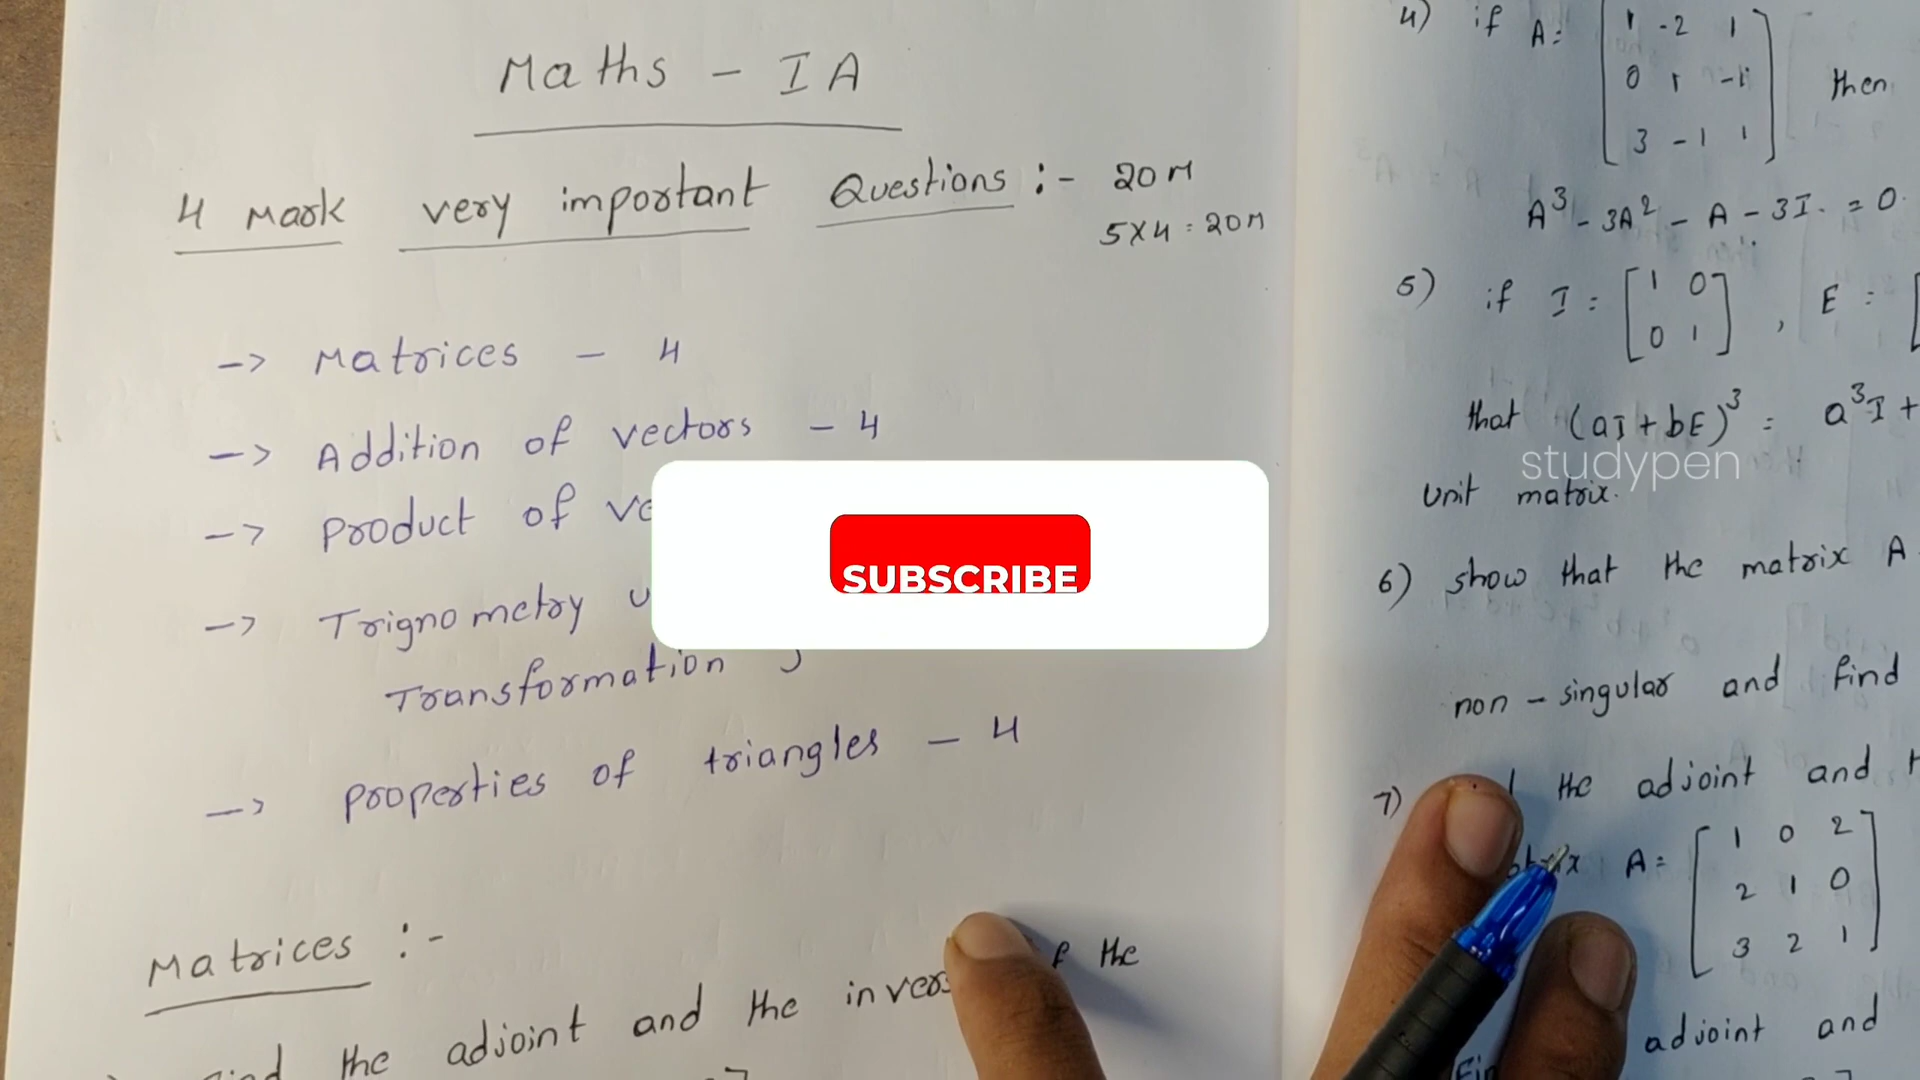 Maths - IA
4 Mark very important Questions :- 20M
5×4 = 20M
-> Matrices - 4
-> Addition of vectors - 4
-> product of
-> Trignometry
Transformation
-> properties of triangles - 4
Matrices :-
the adjoint and the the
SUBSCRIBE
4) if A = [1 -2 1
0 1 -1 then
3 -1 1]
A³ - 3A² - A - 3I = 0.
5) if I = [1 0
0 1], E = [
that (aI + bE)³ = a³I +
studypen
unit matrix.
6) show that the matrix A
non-singular and find
7) the adjoint and
A = [1 0 2
2 1 0
3 2 1]
adjoint and